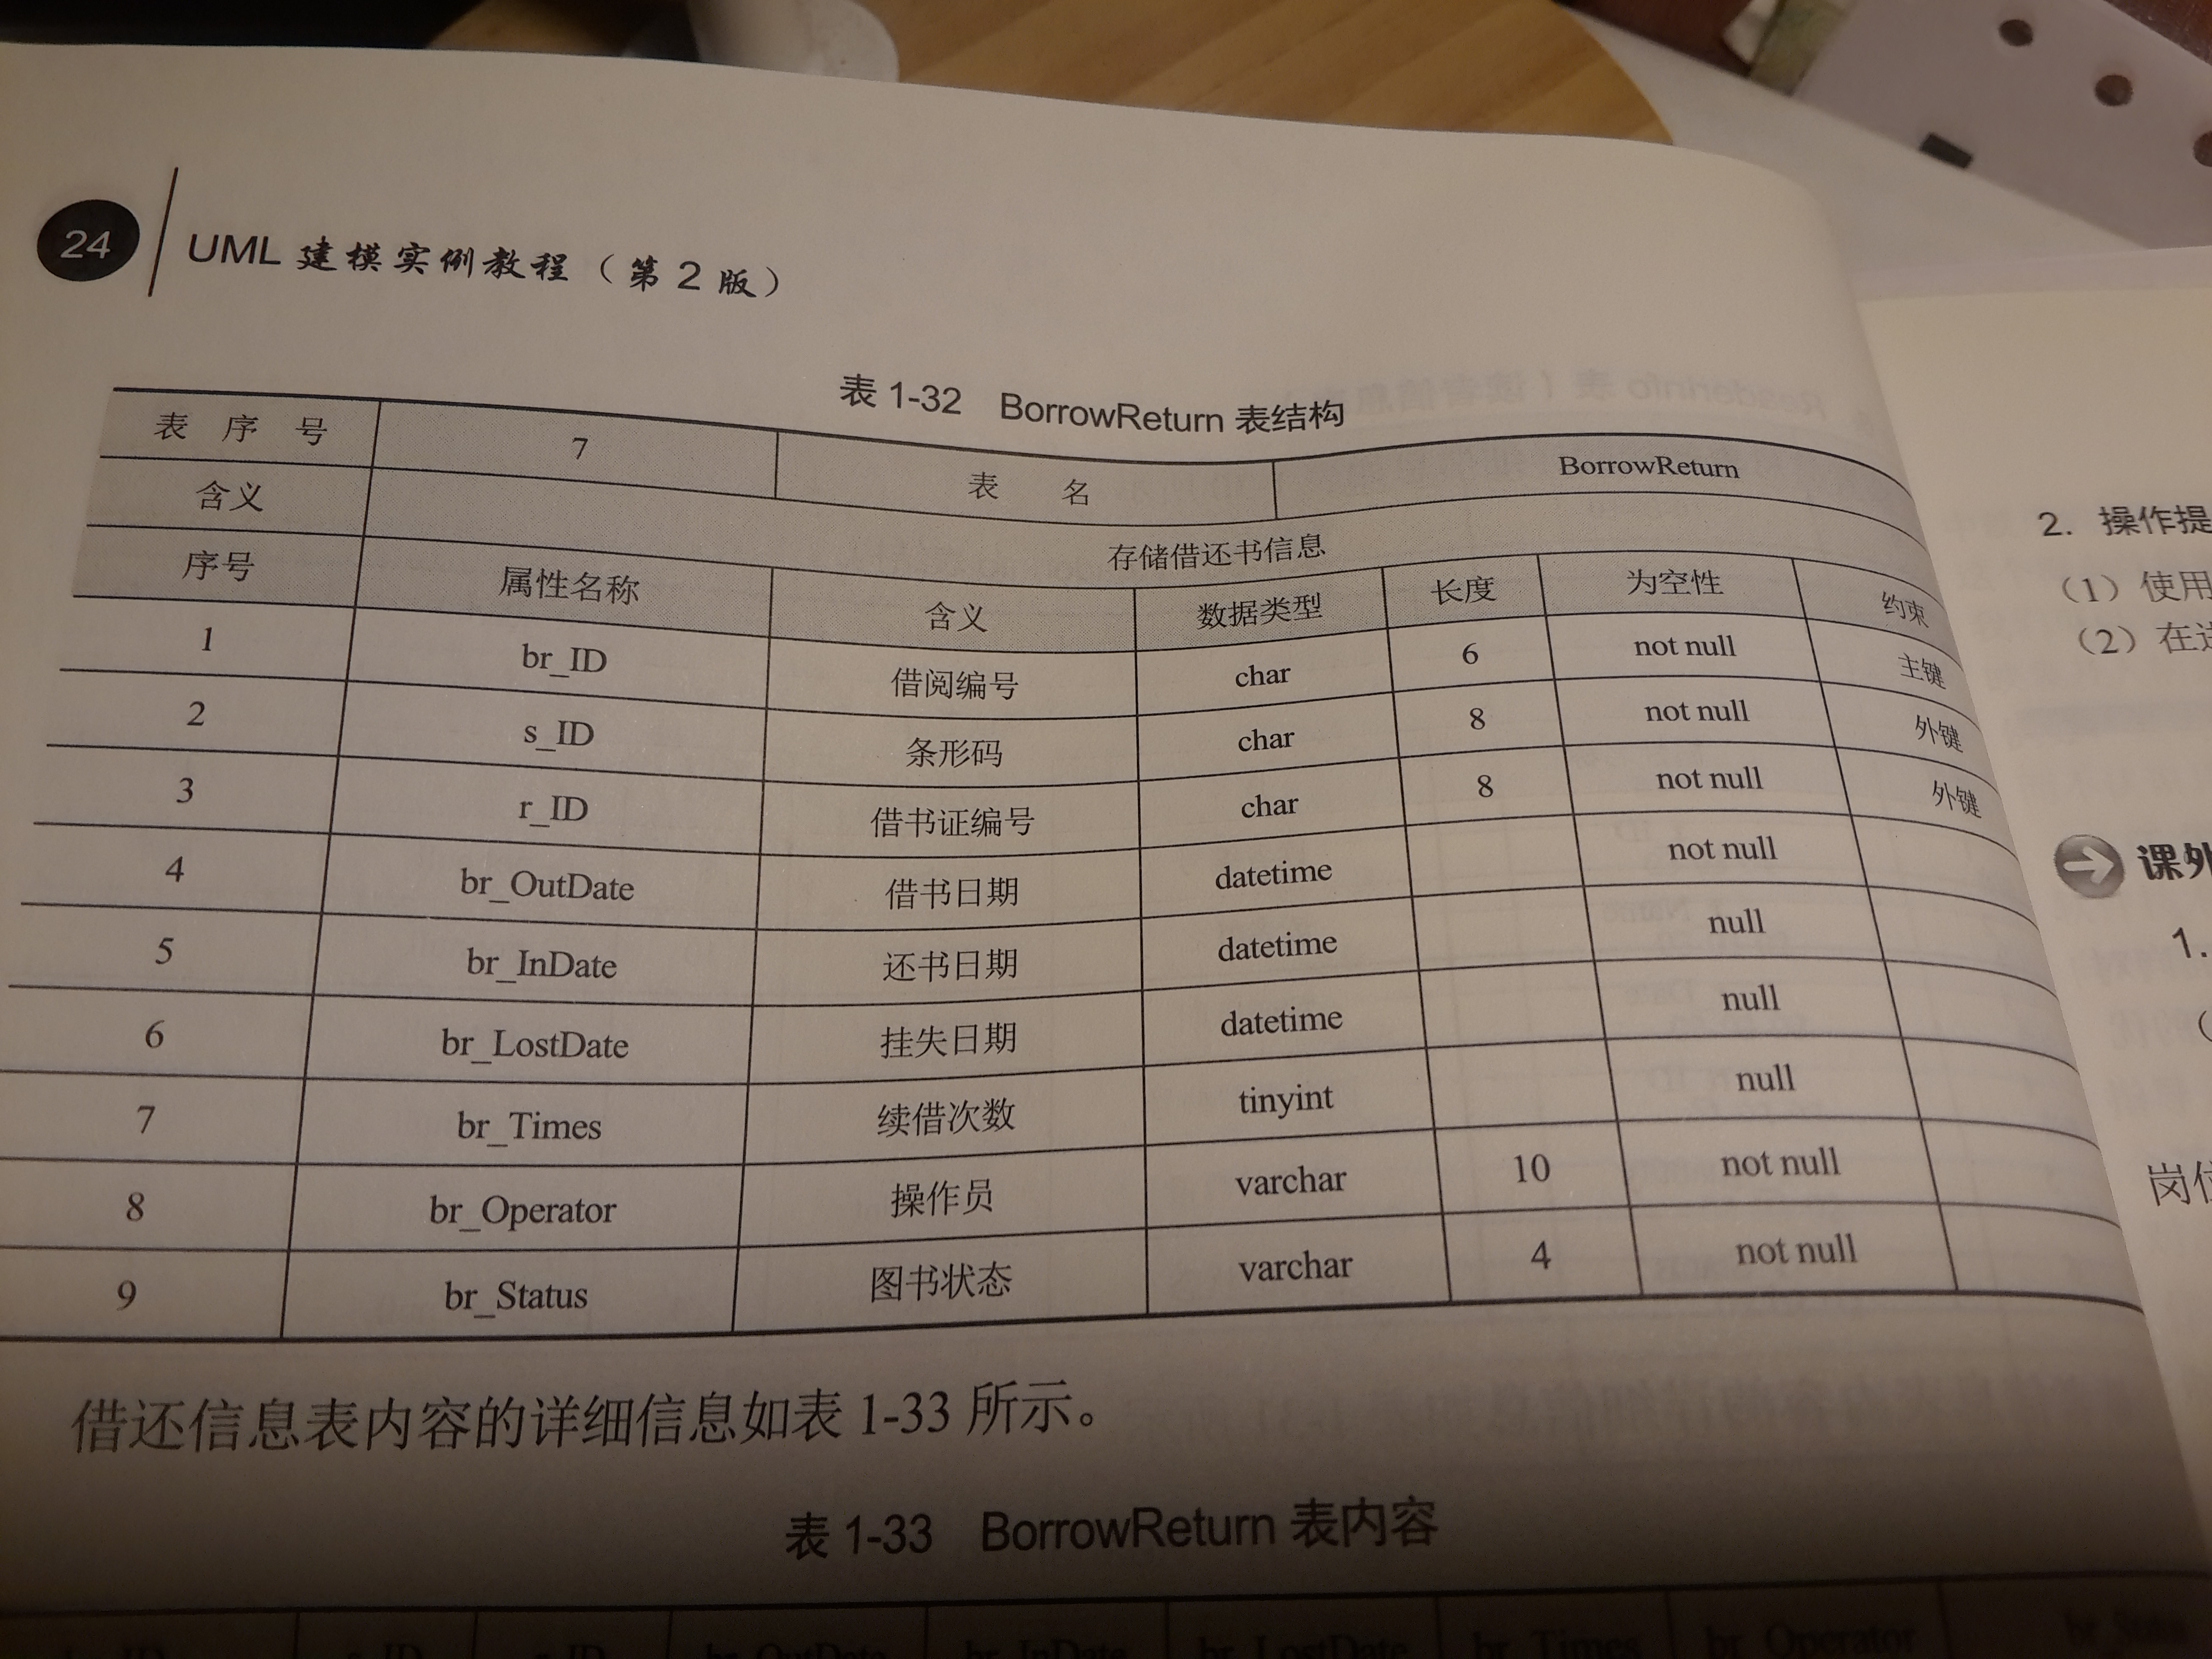 24 UML 建模实例教程（第 2 版）
表 1-32 BorrowReturn 表结构
表 序 号 7 表 名 BorrowReturn
含义 存储借还书信息
序号 属性名称 含义 数据类型 长度 为空性 约束
1 br_ID 借阅编号 char 6 not null 主键
2 s_ID 条形码 char 8 not null 外键
3 r_ID 借书证编号 char 8 not null 外键
4 br_OutDate 借书日期 datetime not null
5 br_InDate 还书日期 datetime null
6 br_LostDate 挂失日期 datetime null
7 br_Times 续借次数 tinyint null
8 br_Operator 操作员 varchar 10 not null
9 br_Status 图书状态 varchar 4 not null
借还信息表内容的详细信息如表 1-33 所示。
表 1-33 BorrowReturn 表内容
br_OutDate br_InDate br_LostDate br_Times br_Operator
2. 操作提
（1）使用
（2）在
课外
1.
岗位